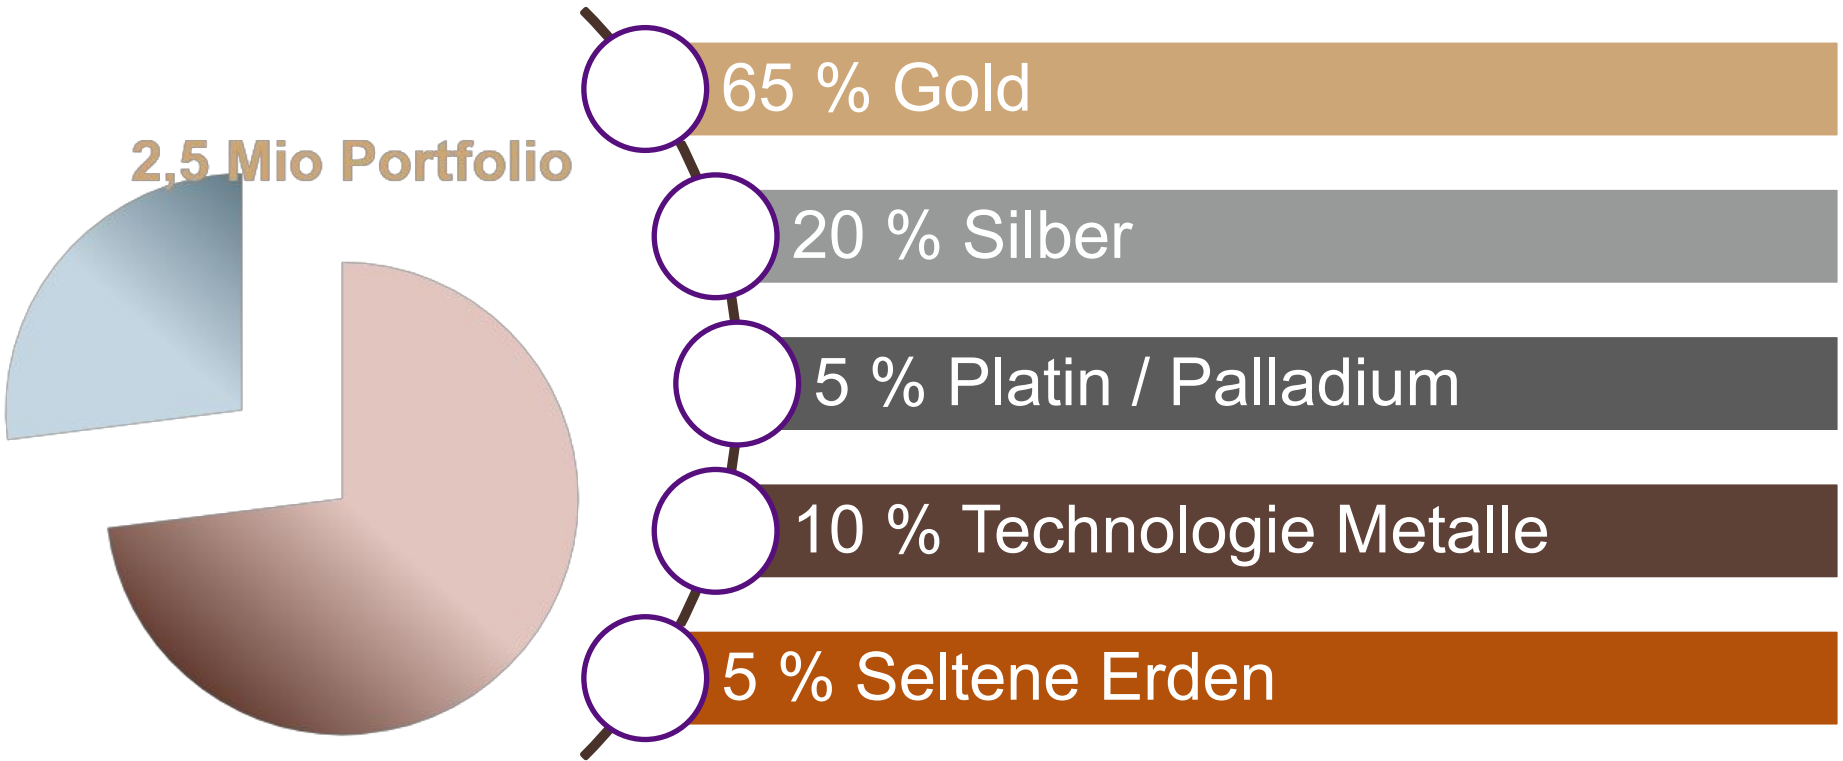 2,5 Mio Portfolio
65 % Gold
20 % Silber
5 % Platin / Palladium
10 % Technologie Metalle
5 % Seltene Erden